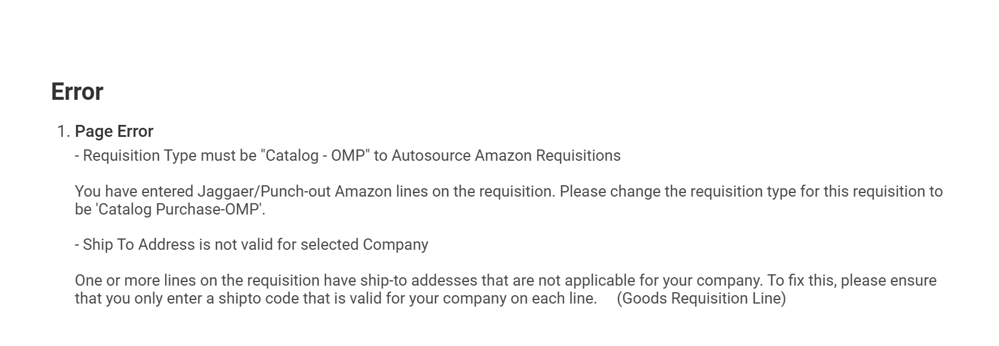 Error
1. Page Error
- Requisition Type must be "Catalog - OMP" to Autosource Amazon Requisitions
You have entered Jaggaer/Punch-out Amazon lines on the requisition. Please change the requisition type for this requisition to
be 'Catalog Purchase-OMP'.
- Ship To Address is not valid for selected Company
One or more lines on the requisition have ship-to addesses that are not applicable for your company. To fix this, please ensure
that you only enter a shipto code that is valid for your company on each line. (Goods Requisition Line)